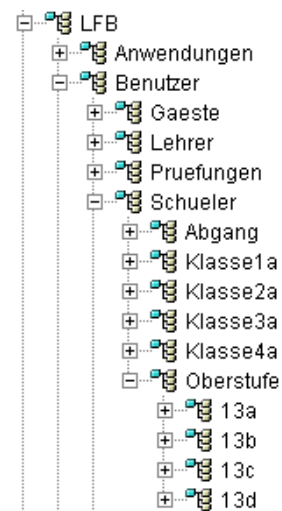 LFB
Anwendungen
Benutzer
Gaeste
Lehrer
Pruefungen
Schueler
Abgang
Klasse1a
Klasse2a
Klasse3a
Klasse4a
Oberstufe
13a
13b
13c
13d